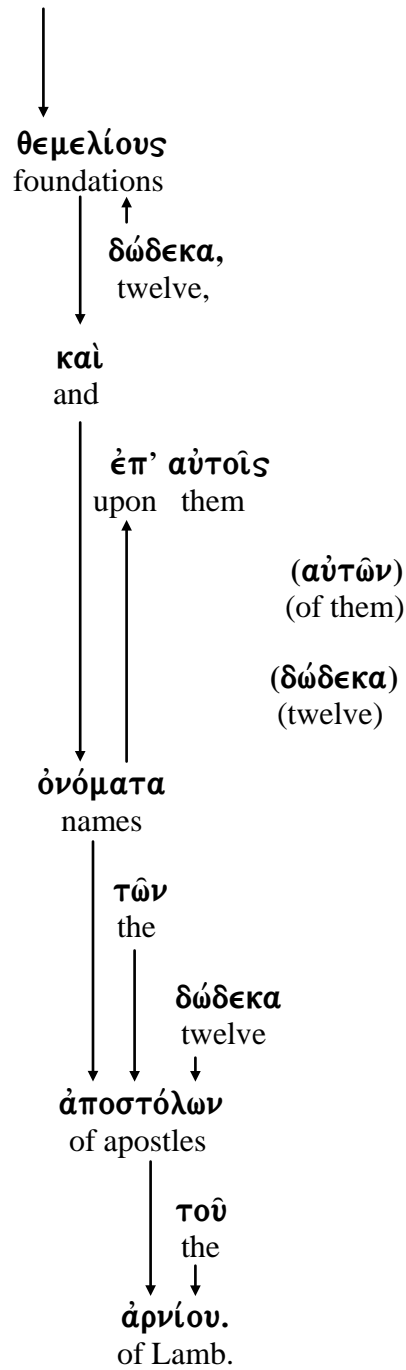 θεμελίους
foundations
δώδεκα,
twelve,
καὶ
and
ἐπ’ αὐτοῖς
upon them
(αὐτῶν)
(of them)
(δώδεκα)
(twelve)
ὀνόματα
names
τῶν
the
δώδεκα
twelve
ἀποστόλων
of apostles
τοῦ
the
ἀρνίου.
of Lamb.